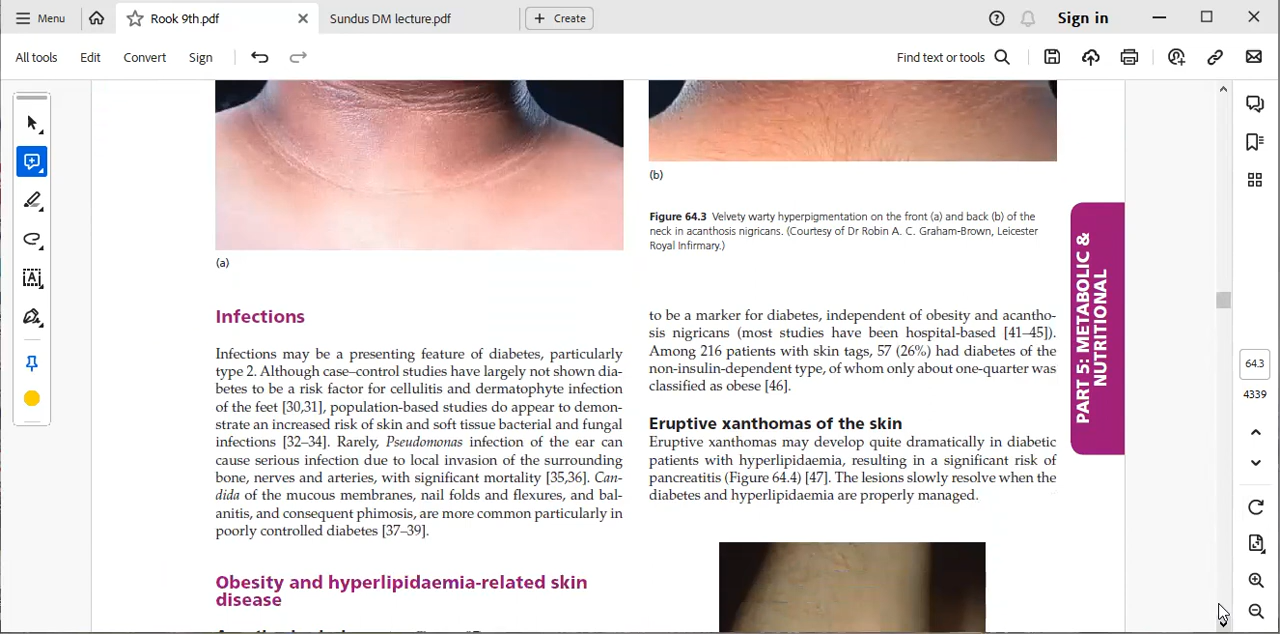 Menu
Rook 9th.pdf
Sundus DM lecture.pdf
Create
Sign in
All tools
Edit
Convert
Sign
Find text or tools
(b)
Figure 64.3 Velvety warty hyperpigmentation on the front (a) and back (b) of the
neck in acanthosis nigricans. (Courtesy of Dr Robin A. C. Graham-Brown, Leicester
Royal Infirmary.)
(a)
Infections
Infections may be a presenting feature of diabetes, particularly
type 2. Although case–control studies have largely not shown dia-
betes to be a risk factor for cellulitis and dermatophyte infection
of the feet [30,31], population-based studies do appear to demon-
strate an increased risk of skin and soft tissue bacterial and fungal
infections [32–34]. Rarely, Pseudomonas infection of the ear can
cause serious infection due to local invasion of the surrounding
bone, nerves and arteries, with significant mortality [35,36]. Can-
dida of the mucous membranes, nail folds and flexures, and bal-
anitis, and consequent phimosis, are more common particularly in
poorly controlled diabetes [37–39].
Obesity and hyperlipidaemia-related skin
disease
to be a marker for diabetes, independent of obesity and acantho-
sis nigricans (most studies have been hospital-based [41–45]).
Among 216 patients with skin tags, 57 (26%) had diabetes of the
non-insulin-dependent type, of whom only about one-quarter was
classified as obese [46].
Eruptive xanthomas of the skin
Eruptive xanthomas may develop quite dramatically in diabetic
patients with hyperlipidaemia, resulting in a significant risk of
pancreatitis (Figure 64.4) [47]. The lesions slowly resolve when the
diabetes and hyperlipidaemia are properly managed.
PART 5: METABOLIC &
NUTRITIONAL
64.3
4339